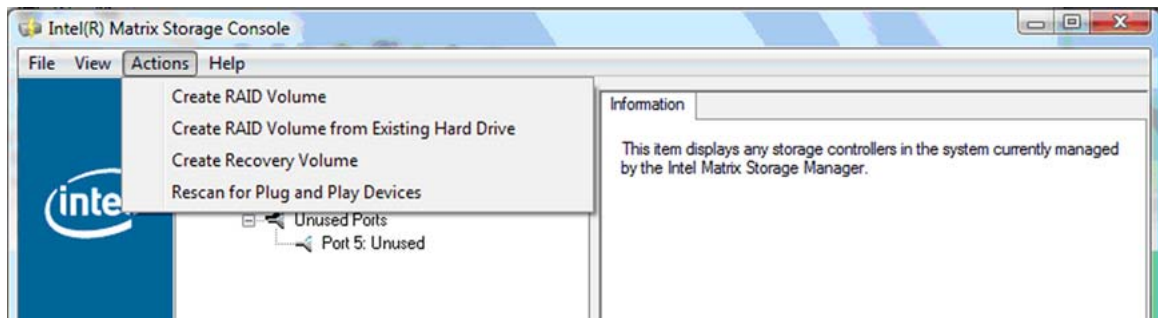 Intel(R) Matrix Storage Console
File View Actions Help
Create RAID Volume
Create RAID Volume from Existing Hard Drive
Create Recovery Volume
Rescan for Plug and Play Devices
Unused Ports
Port 5: Unused
Information
This item displays any storage controllers in the system currently managed
by the Intel Matrix Storage Manager.